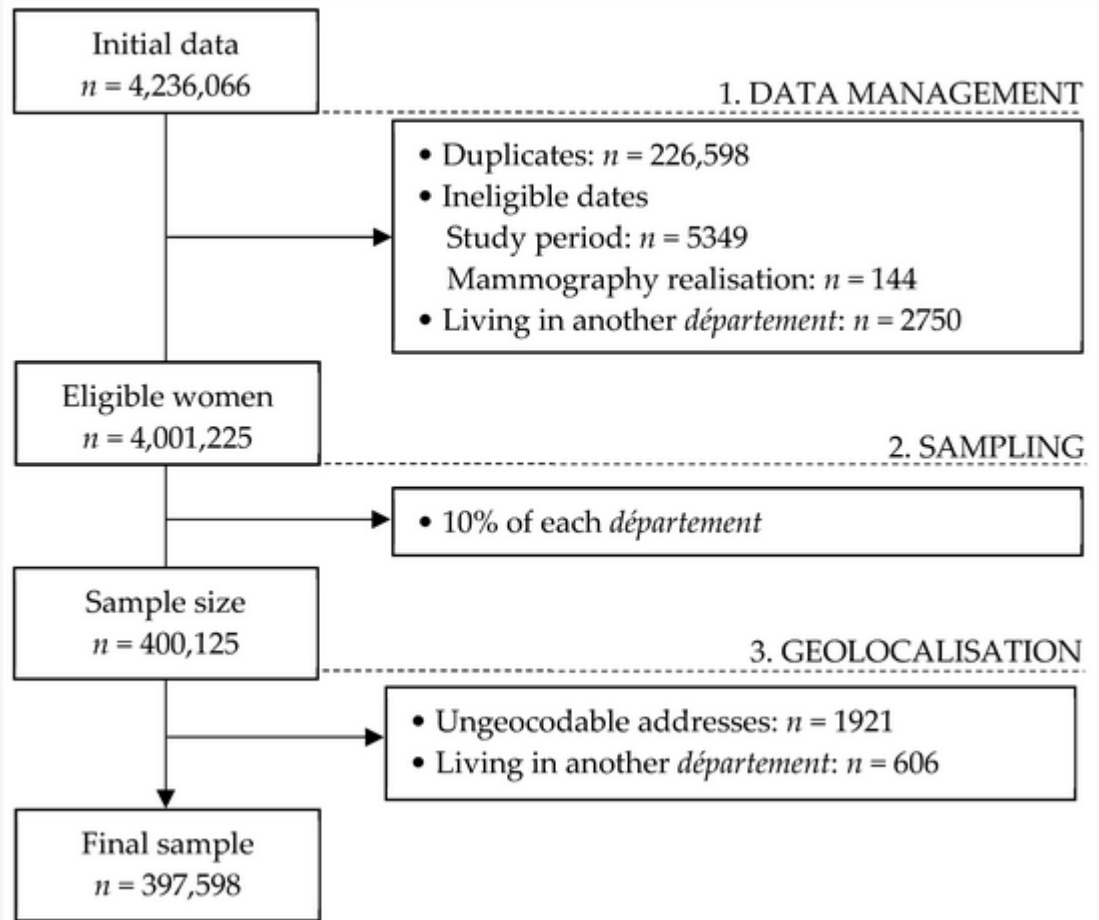 Initial data
n = 4,236,066
1. DATA MANAGEMENT
• Duplicates: n = 226,598
• Ineligible dates
Study period: n = 5349
Mammography realisation: n = 144
• Living in another département: n = 2750
Eligible women
n = 4,001,225
2. SAMPLING
• 10% of each département
Sample size
n = 400,125
3. GEOLOCALISATION
• Ungeocodable addresses: n = 1921
• Living in another département: n = 606
Final sample
n = 397,598